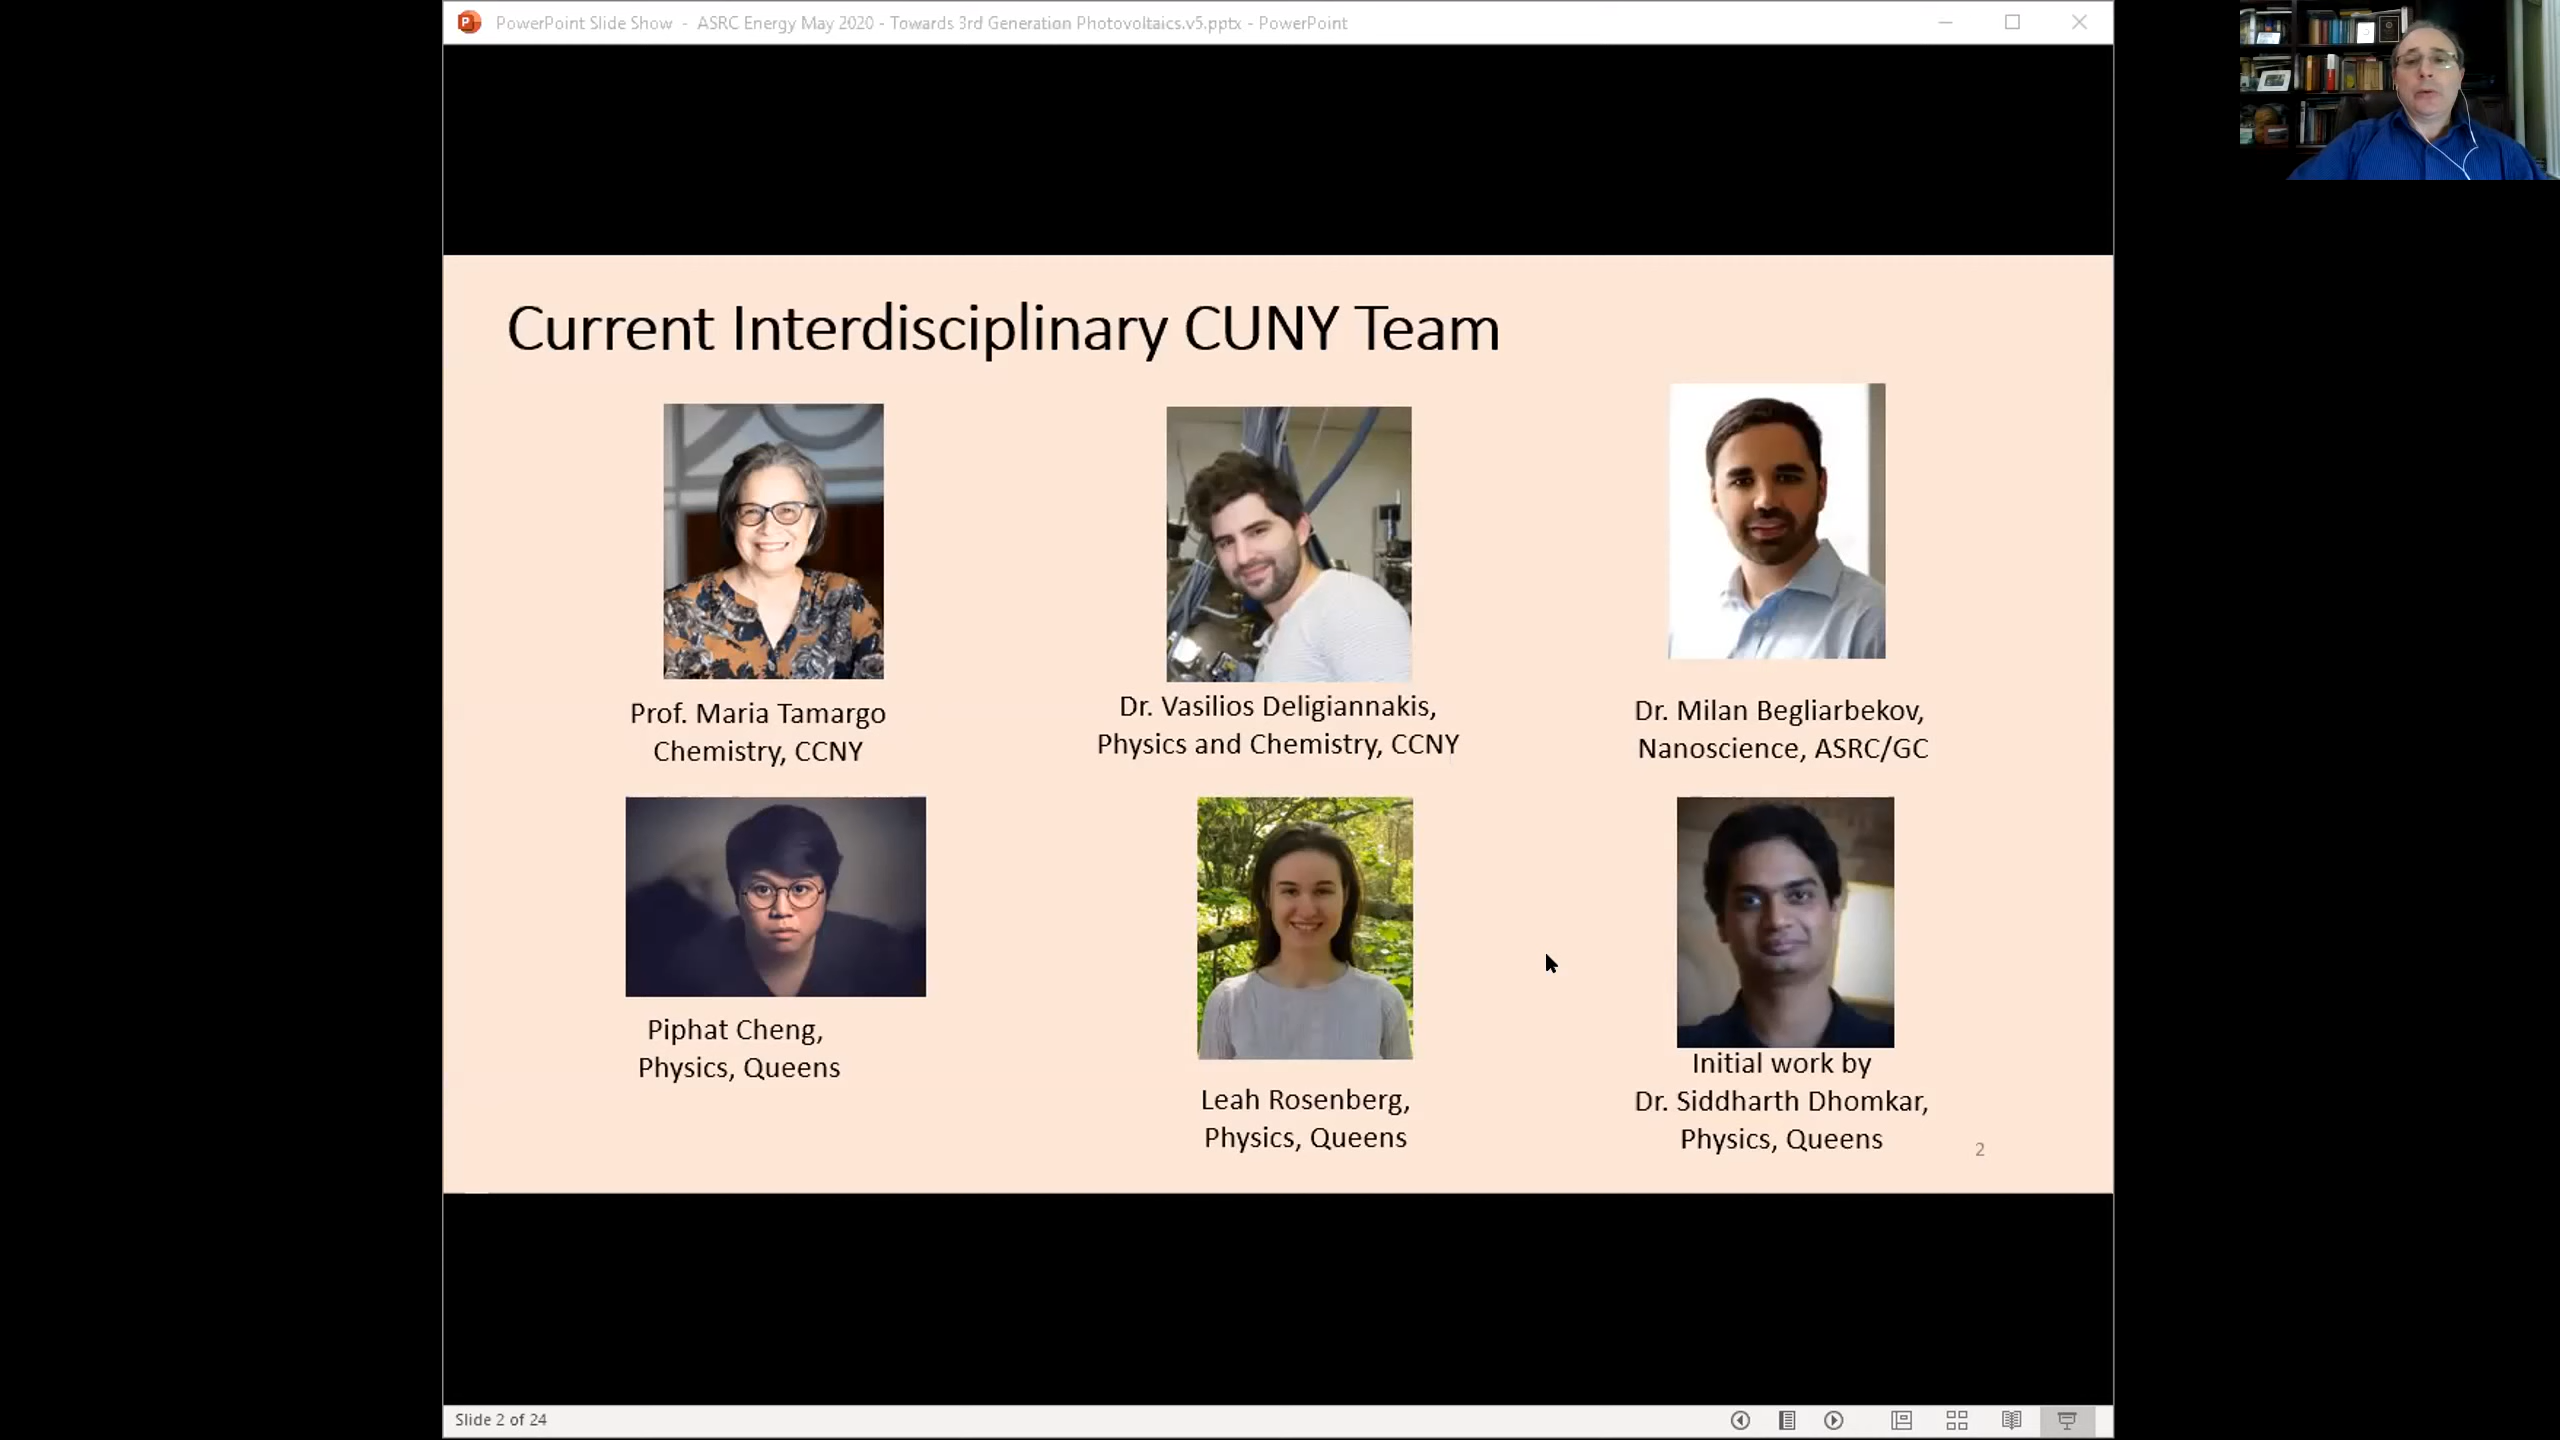 PowerPoint Slide Show - ASRC Energy May 2020 - Towards 3rd Generation Photovoltaics.v5.pptx - PowerPoint
Current Interdisciplinary CUNY Team
Prof. Maria Tamargo
Chemistry, CCNY
Dr. Vasilios Deligiannakis,
Physics and Chemistry, CCNY
Dr. Milan Begliarbekov,
Nanoscience, ASRC/GC
Piphat Cheng,
Physics, Queens
Leah Rosenberg,
Physics, Queens
Initial work by
Dr. Siddharth Dhomkar,
Physics, Queens
2
Slide 2 of 24